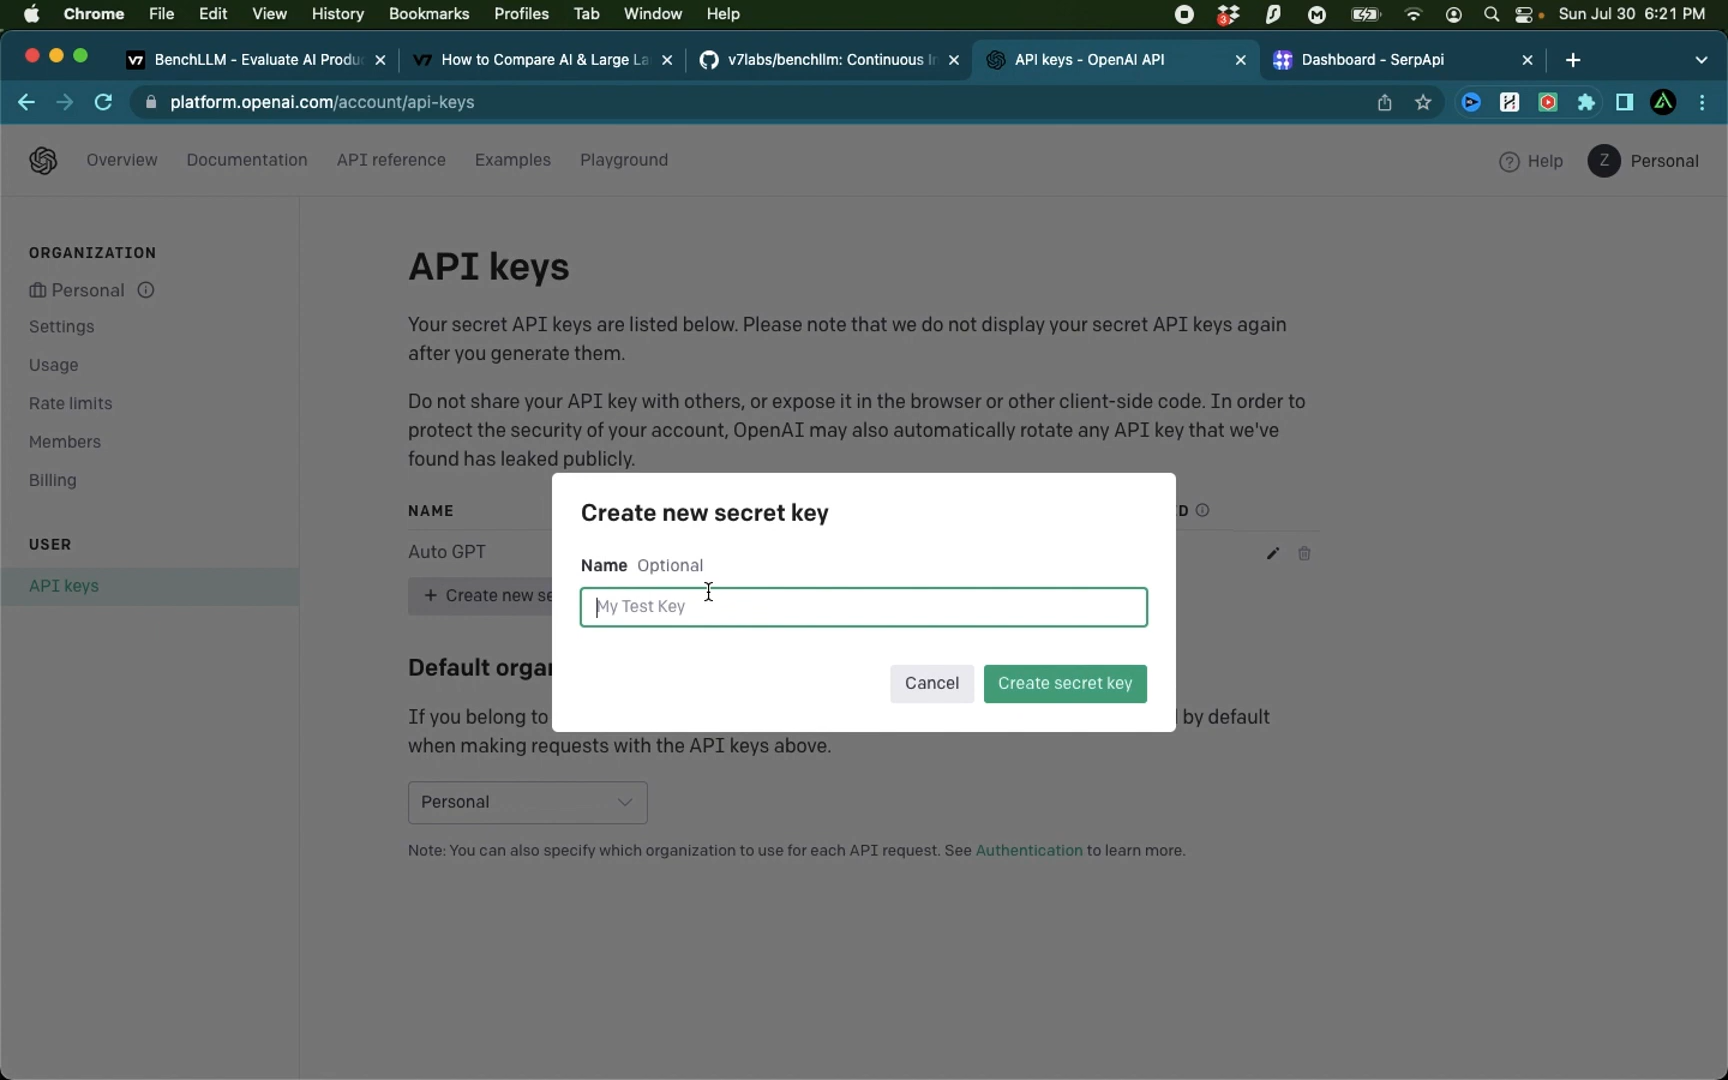 Chrome File Edit View History Bookmarks Profiles Tab Window Help 3 Sun Jul 30 6:21 PM
BenchLLM - Evaluate AI Produ How to Compare AI & Large La v7labs/benchllm: Continuous In API keys - OpenAI API Dashboard - SerpApi
platform.openai.com/account/api-keys
Overview Documentation API reference Examples Playground Help Z Personal
ORGANIZATION
Personal
Settings
Usage
Rate limits
Members
Billing
USER
API keys
API keys
Your secret API keys are listed below. Please note that we do not display your secret API keys again
after you generate them.
Do not share your API key with others, or expose it in the browser or other client-side code. In order to
protect the security of your account, OpenAI may also automatically rotate any API key that we've
found has leaked publicly.
NAME D
Auto GPT
+ Create new se
Create new secret key
Name Optional
My Test Key
Cancel Create secret key
Default organ
If you belong to by default
when making requests with the API keys above.
Personal
Note: You can also specify which organization to use for each API request. See Authentication to learn more.